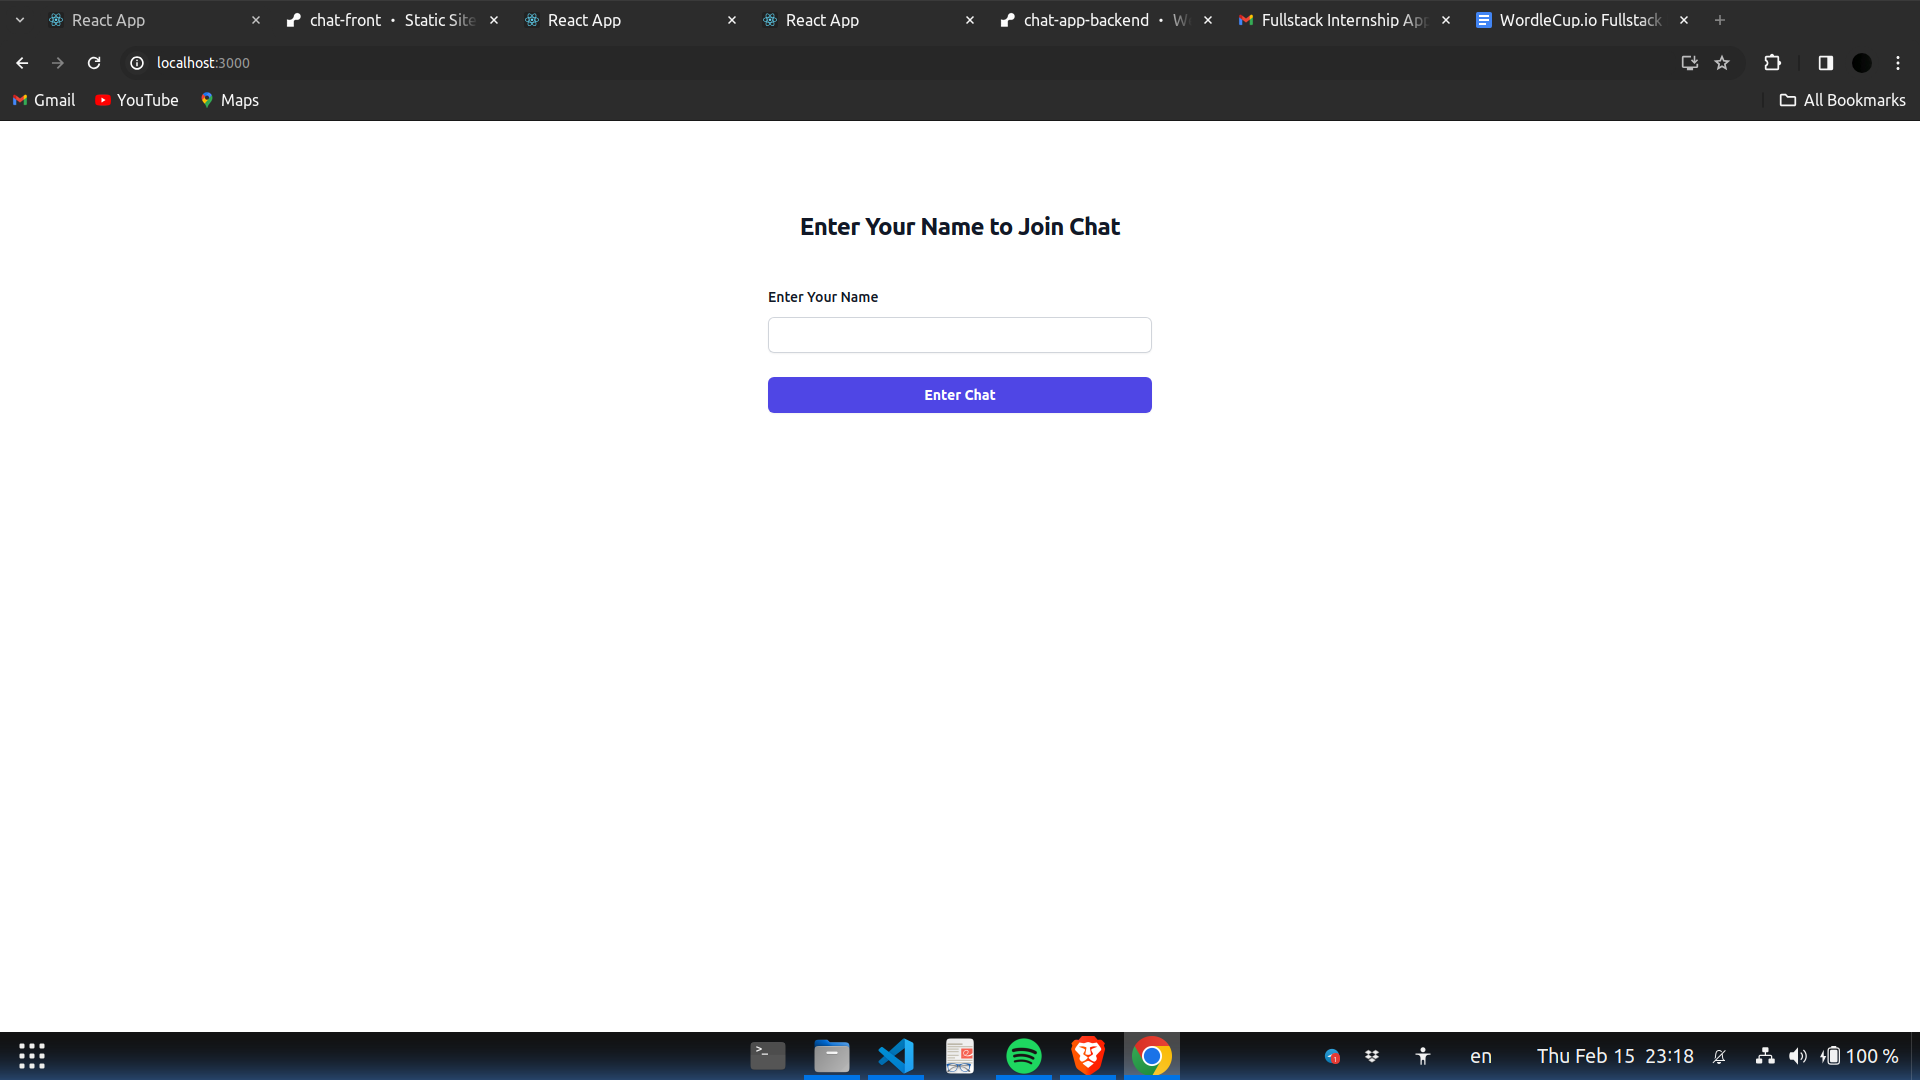 React App
chat-front • Static Site
React App
React App
chat-app-backend • W
Fullstack Internship App
WordleCup.io Fullstack
localhost:3000
Gmail
YouTube
Maps
All Bookmarks
Enter Your Name to Join Chat
Enter Your Name
Enter Chat
en
Thu Feb 15 23:18
100 %